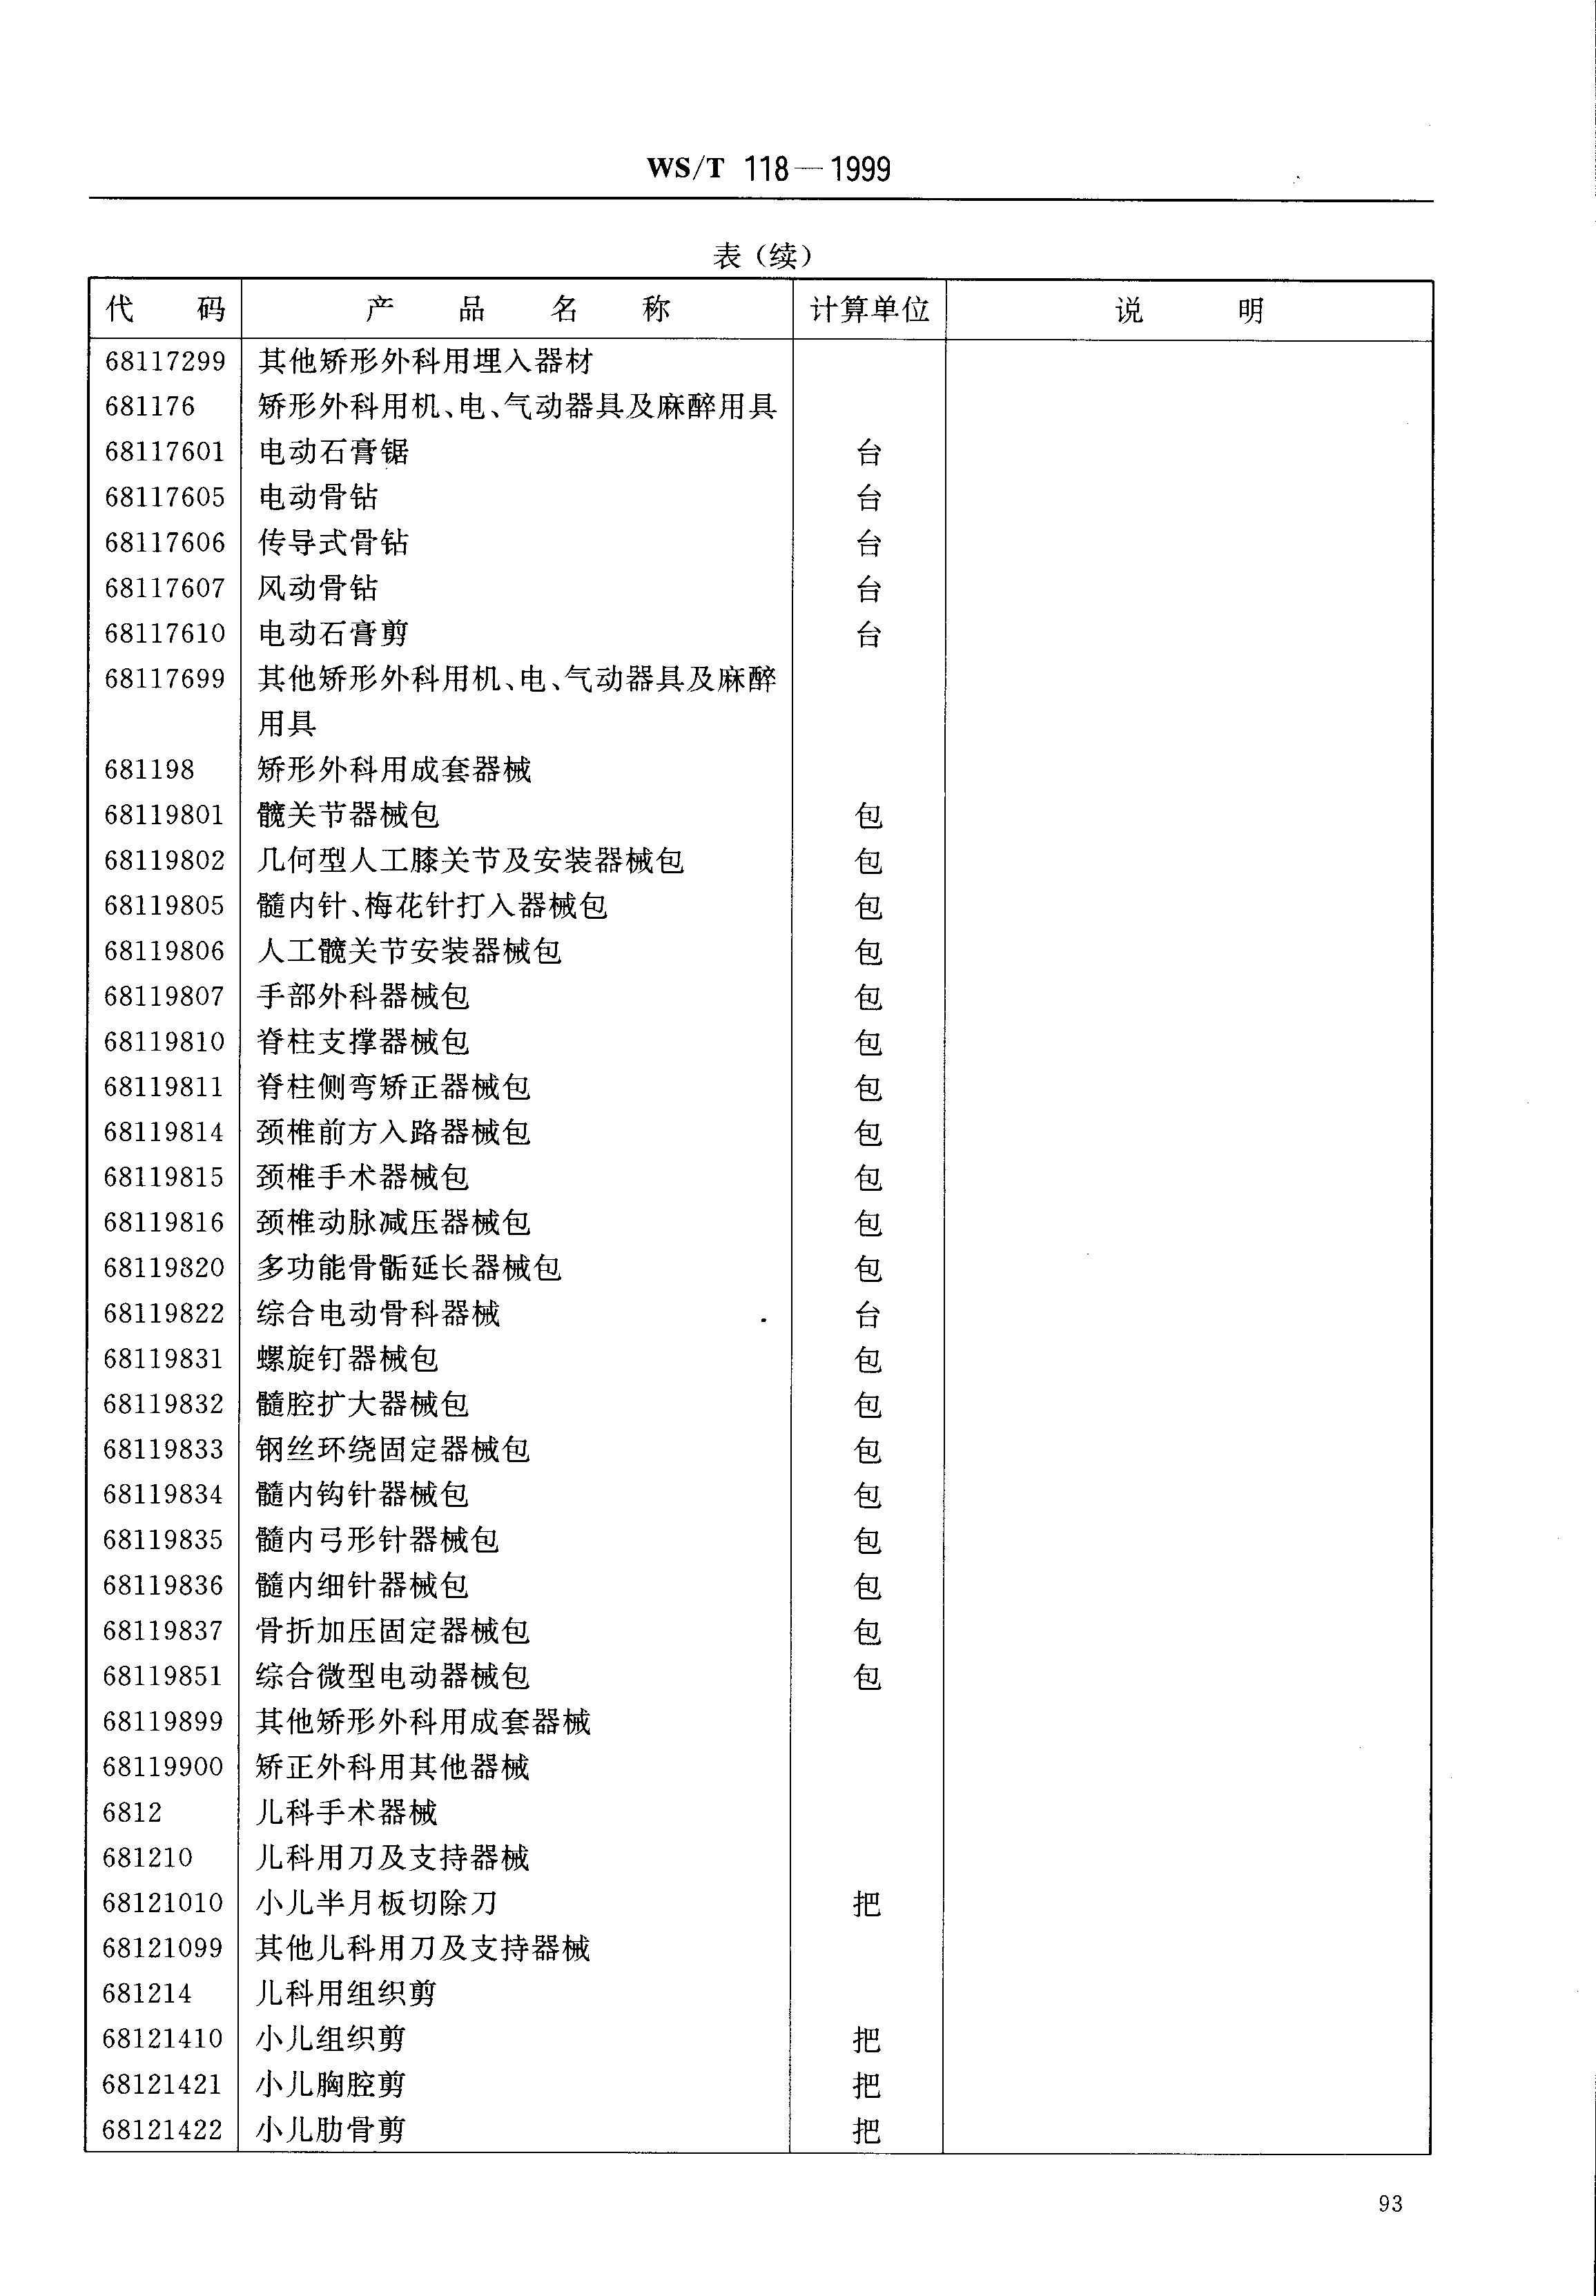 WS/T 118—1999
表（续）
代 码 产 品 名 称 计算单位 说 明
68117299 其他矫形外科用埋入器材
681176 矫形外科用机、电、气动器具及麻醉用具
68117601 电动石膏锯 台
68117605 电动骨钻 台
68117606 传导式骨钻 台
68117607 风动骨钻 台
68117610 电动石膏剪 台
68117699 其他矫形外科用机、电、气动器具及麻醉
用具
681198 矫形外科用成套器械
68119801 髋关节器械包 包
68119802 几何型人工膝关节及安装器械包 包
68119805 髓内针、梅花针打入器械包 包
68119806 人工髋关节安装器械包 包
68119807 手部外科器械包 包
68119810 脊柱支撑器械包 包
68119811 脊柱侧弯矫正器械包 包
68119814 颈椎前方入路器械包 包
68119815 颈椎手术器械包 包
68119816 颈椎动脉减压器械包 包
68119820 多功能骨骺延长器械包 包
68119822 综合电动骨科器械 台
68119831 螺旋钉器械包 包
68119832 髓腔扩大器械包 包
68119833 钢丝环绕固定器械包 包
68119834 髓内钩针器械包 包
68119835 髓内弓形针器械包 包
68119836 髓内细针器械包 包
68119837 骨折加压固定器械包 包
68119851 综合微型电动器械包 包
68119899 其他矫形外科用成套器械
68119900 矫正外科用其他器械
6812 儿科手术器械
681210 儿科用刀及支持器械
68121010 小儿半月板切除刀 把
68121099 其他儿科用刀及支持器械
681214 儿科用组织剪
68121410 小儿组织剪 把
68121421 小儿胸腔剪 把
68121422 小儿肋骨剪 把
93